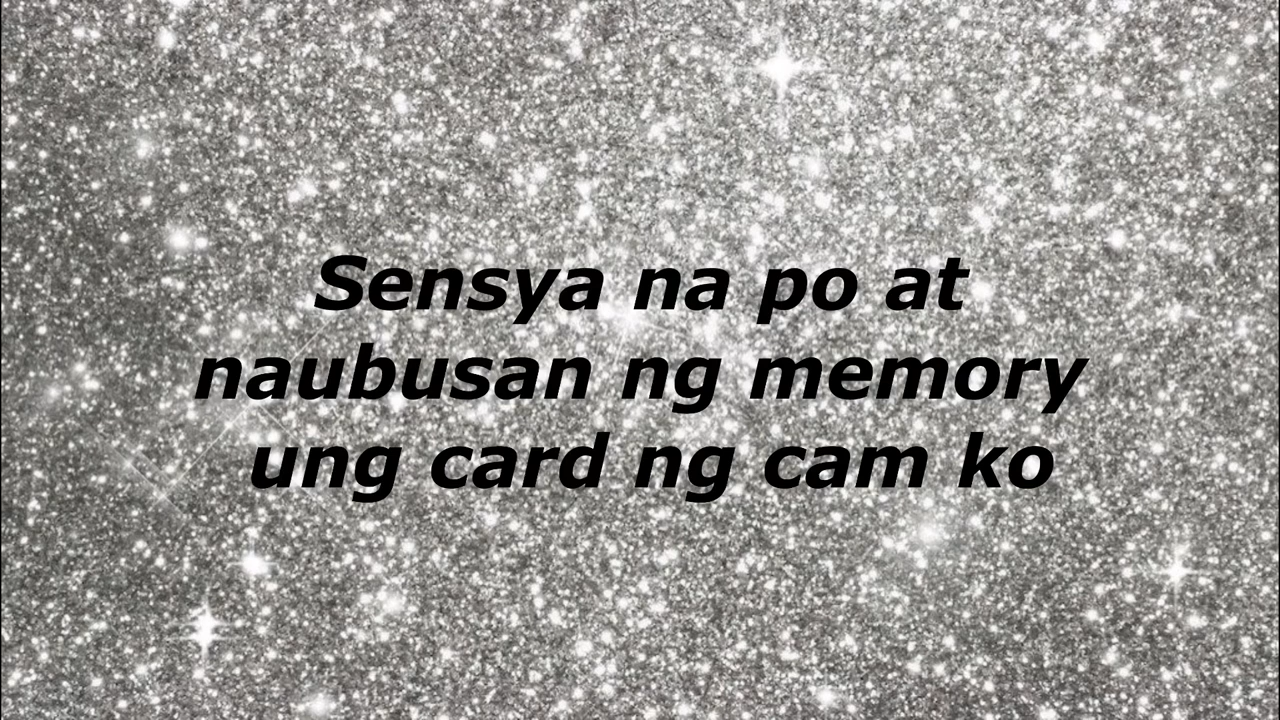 Sensya na po at
naubusan ng memory
ung card ng cam ko